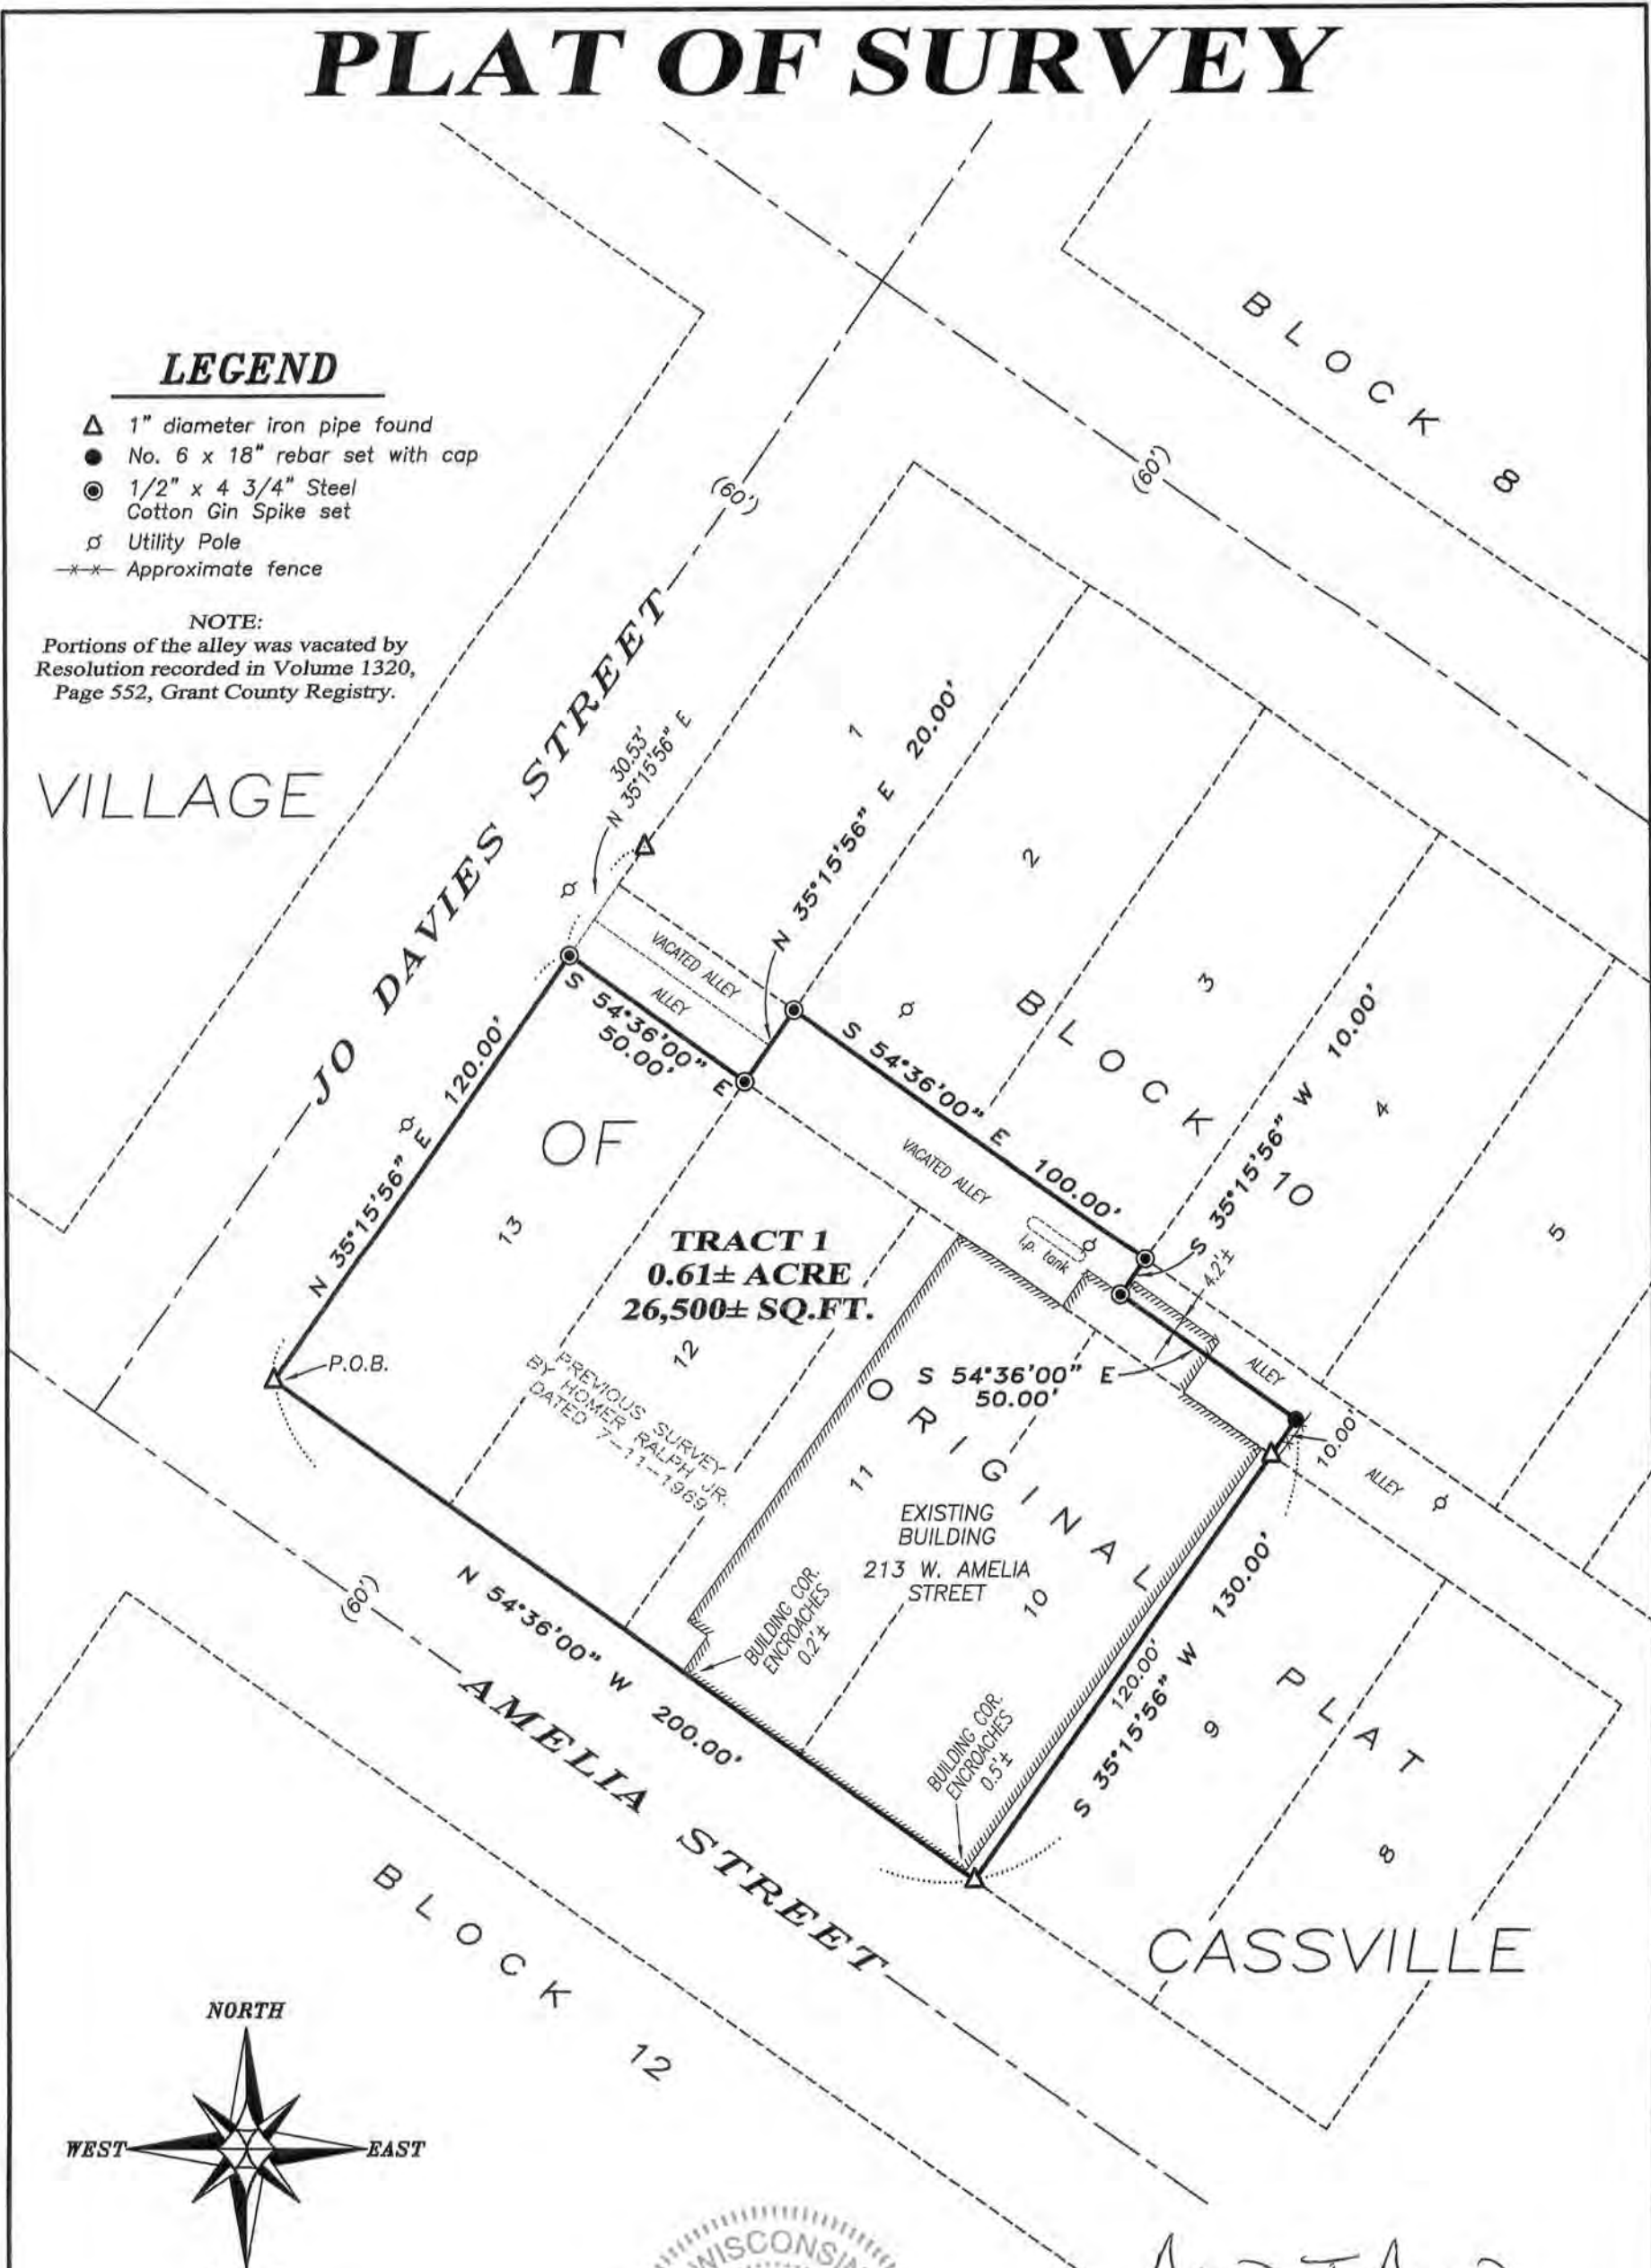 PLAT OF SURVEY
BLOCK 8
LEGEND
1" diameter iron pipe found
No. 6 x 18" rebar set with cap
1/2" x 4 3/4" Steel
Cotton Gin Spike set
Utility Pole
Approximate fence
NOTE:
Portions of the alley was vacated by
Resolution recorded in Volume 1320,
Page 552, Grant County Registry.
(60')
(60')
VILLAGE
JO DAVIES STREET
30.53'
N 35°15'56" E
1
N 35°15'56" E 20.00'
2
3
4
5
VACATED ALLEY
ALLEY
S 54°36'00" E
50.00'
BLOCK 10
S 54°36'00" E 100.00'
S 35°15'56" W 10.00'
N 35°15'56" E 120.00'
OF
13
VACATED ALLEY
l.p. tank
4.2'±
TRACT 1
0.61± ACRE
26,500± SQ.FT.
P.O.B.
12
PREVIOUS SURVEY
BY HOMER RALPH JR.
DATED 7-11-1969
S 54°36'00" E
50.00'
ALLEY
10.00'
ALLEY
ORIGINAL
11
EXISTING
BUILDING
213 W. AMELIA
STREET
10
BUILDING COR.
ENCROACHES
0.2'±
N 54°36'00" W 200.00'
(60')
AMELIA STREET
BUILDING COR.
ENCROACHES
0.5'±
120.00'
S 35°15'56" W 130.00'
9
PLAT
8
BLOCK 12
CASSVILLE
NORTH
WEST
EAST
WISCONSIN